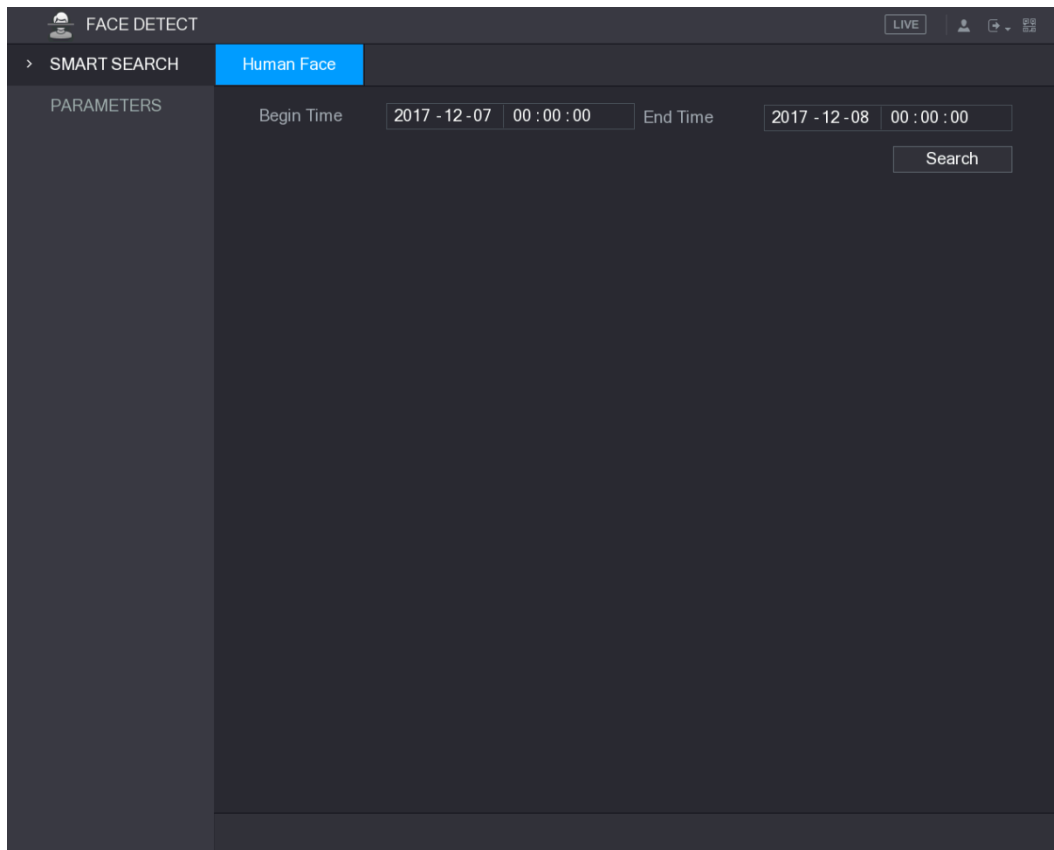 FACE DETECT LIVE
SMART SEARCH Human Face
PARAMETERS
Begin Time 2017 - 12 - 07 00 : 00 : 00 End Time 2017 - 12 - 08 00 : 00 : 00
Search